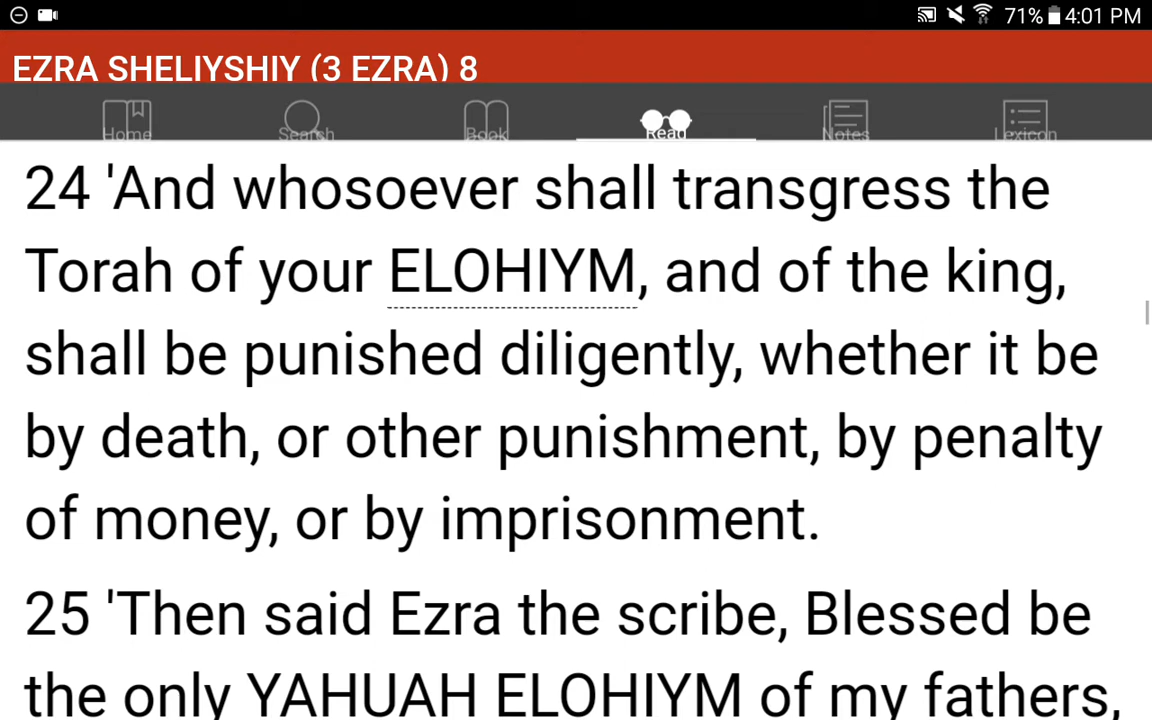 71% 4:01 PM
EZRA SHELIYSHIY (3 EZRA) 8
Home Search Book Read Notes Lexicon
24 'And whosoever shall transgress the
Torah of your ELOHIYM, and of the king,
shall be punished diligently, whether it be
by death, or other punishment, by penalty
of money, or by imprisonment.
25 'Then said Ezra the scribe, Blessed be
the only YAHUAH ELOHIYM of my fathers,